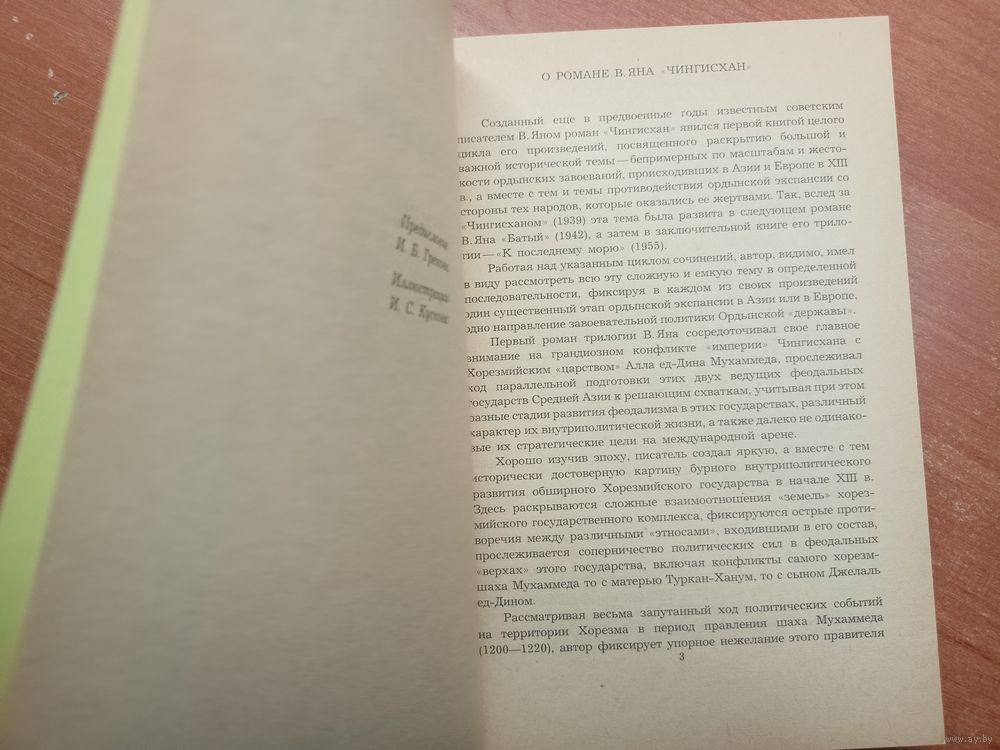 Предисловие
И. Б. Грекова
Иллюстрации
И. С.
О РОМАНЕ В. ЯНА «ЧИНГИСХАН»
Созданный еще в предвоенные годы известным советским
писателем В. Яном роман «Чингисхан» явился первой книгой целого
цикла его произведений, посвященного раскрытию большой и
важной исторической темы — беспримерных по масштабам и жесто-
кости ордынских завоеваний, происходивших в Азии и Европе в XIII
в., а вместе с тем и темы противодействия ордынской экспансии со
стороны тех народов, которые оказались ее жертвами. Так, вслед за
«Чингисханом» (1939) эта тема была развита в следующем романе
В. Яна «Батый» (1942), а затем в заключительной книге его трило-
гии — «К последнему морю» (1955).
Работая над указанным циклом сочинений, автор, видимо, имел
в виду рассмотреть всю эту сложную и емкую тему в определенной
последовательности, фиксируя в каждом из своих произведений
один существенный этап ордынской экспансии в Азии или в Европе,
одно направление завоевательной политики Ордынской «державы».
Первый роман трилогии В. Яна сосредоточивал свое главное
внимание на грандиозном конфликте «империи» Чингисхана с
Хорезмийским «царством» Алла ед-Дина Мухаммеда, прослеживал
ход параллельной подготовки этих двух ведущих феодальных
государств Средней Азии к решающим схваткам, учитывая при этом
разные стадии развития феодализма в этих государствах, различный
характер их внутриполитической жизни, а также далеко не одинако-
вые их стратегические цели на международной арене.
Хорошо изучив эпоху, писатель создал яркую, а вместе с тем
исторически достоверную картину бурного внутриполитического
развития обширного Хорезмийского государства в начале XIII в.
Здесь раскрываются сложные взаимоотношения «земель» хорез-
мийского государственного комплекса, фиксируются острые проти-
воречия между различными «этносами», входившими в его состав,
прослеживается соперничество политических сил в феодальных
«верхах» этого государства, включая конфликты самого хорезм-
шаха Мухаммеда то с матерью Туркан-Ханум, то с сыном Джелаль
ед-Дином.
Рассматривая весьма запутанный ход политических событий
на территории Хорезма в период правления шаха Мухаммеда
(1200—1220), автор фиксирует упорное нежелание этого правителя
3
www.ay.by